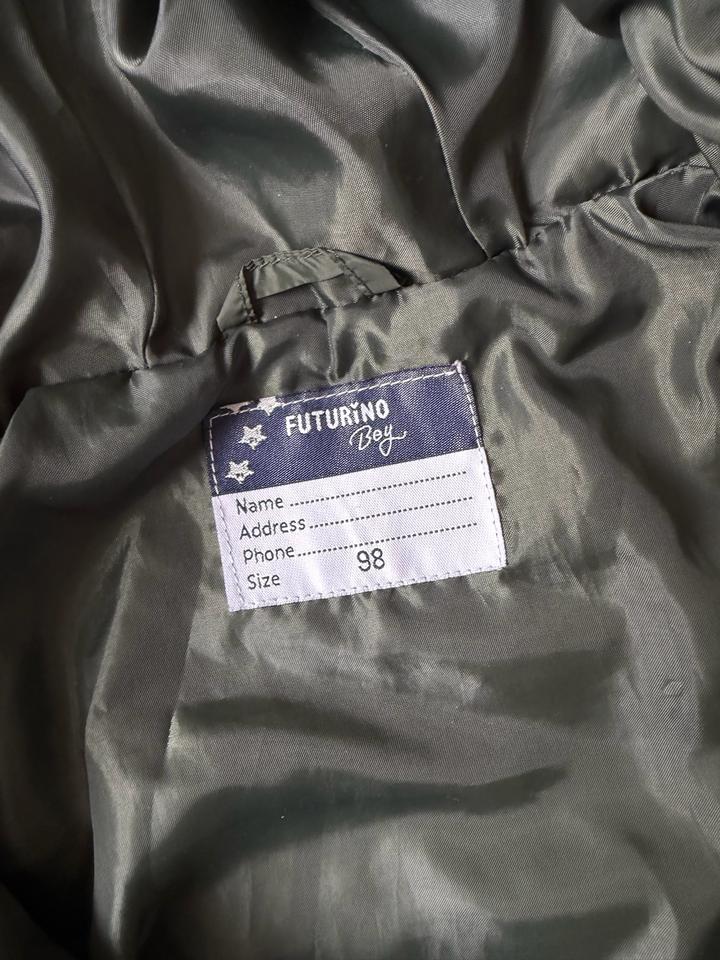 FUTURINO
Boy
Name ........................................
Address ....................................
Phone ........................................
Size 98